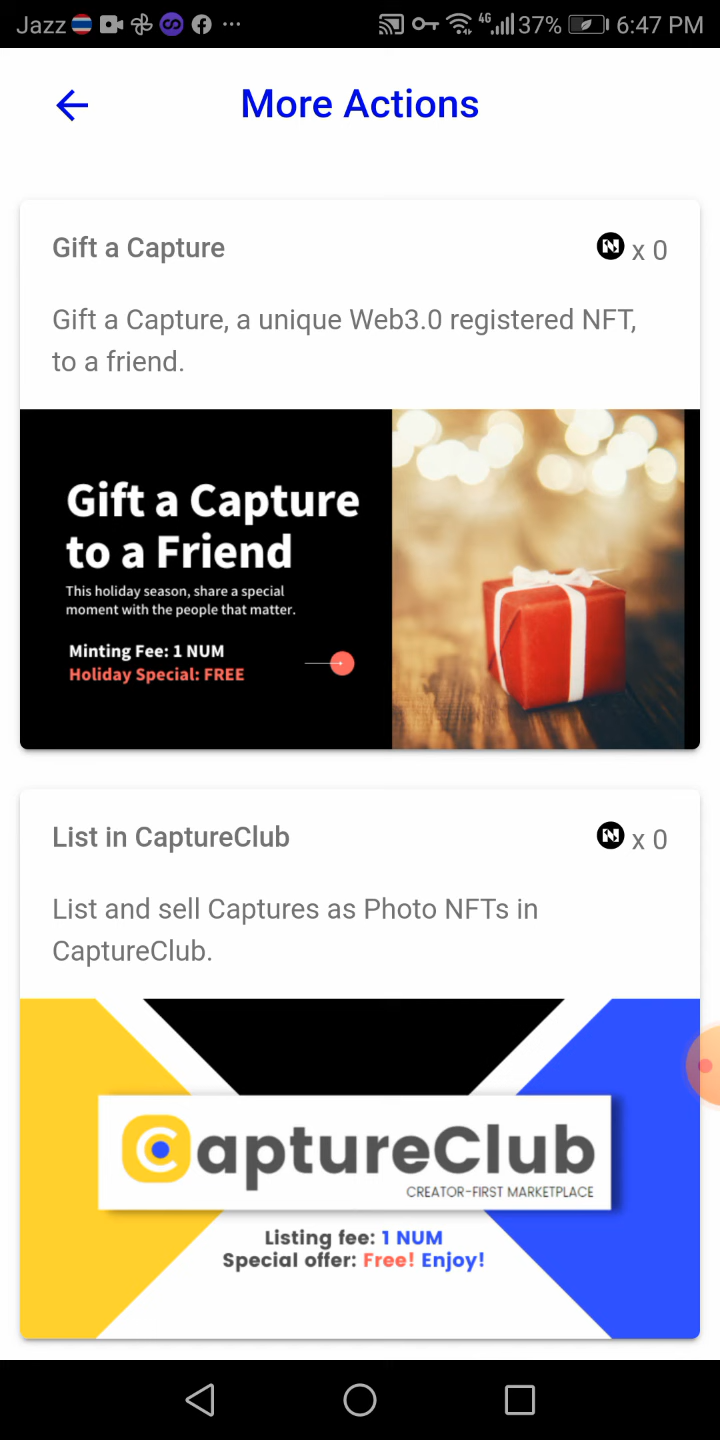 Jazz ... 4G 37% 6:47 PM
More Actions
Gift a Capture
N x 0
Gift a Capture, a unique Web3.0 registered NFT,
to a friend.
Gift a Capture
to a Friend
This holiday season, share a special
moment with the people that matter.
Minting Fee: 1 NUM
Holiday Special: FREE
List in CaptureClub
N x 0
List and sell Captures as Photo NFTs in
CaptureClub.
CaptureClub
CREATOR-FIRST MARKETPLACE
Listing fee: 1 NUM
Special offer: Free! Enjoy!